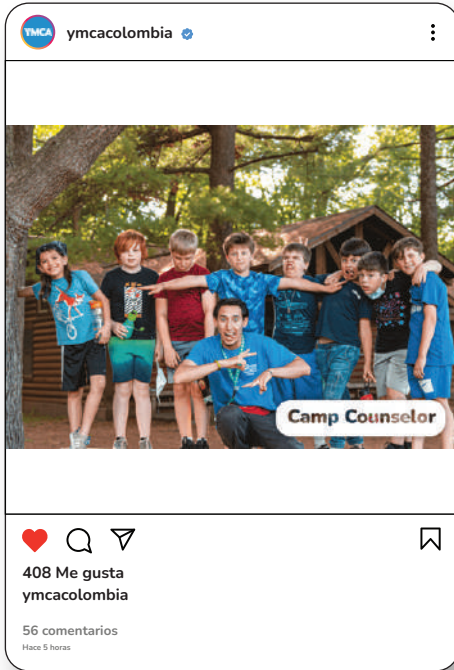 YMCA
ymcacolombia
Camp Counselor
408 Me gusta
ymcacolombia
56 comentarios
Hace 5 horas